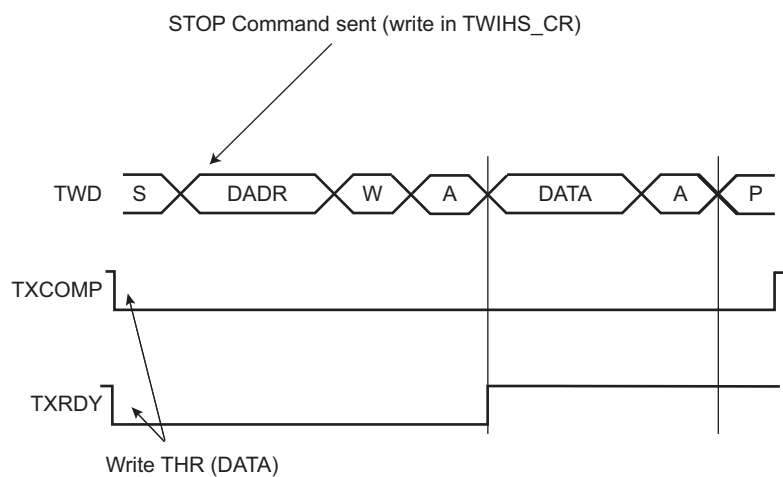 STOP Command sent (write in TWIHS_CR)
TWD S DADR W A DATA A P
TXCOMP
TXRDY
Write THR (DATA)